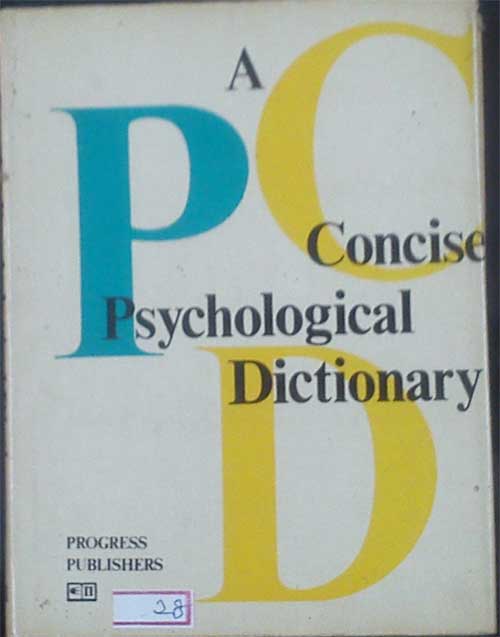 A
C
P
Concise
Psychological
Dictionary
D
PROGRESS
PUBLISHERS
28